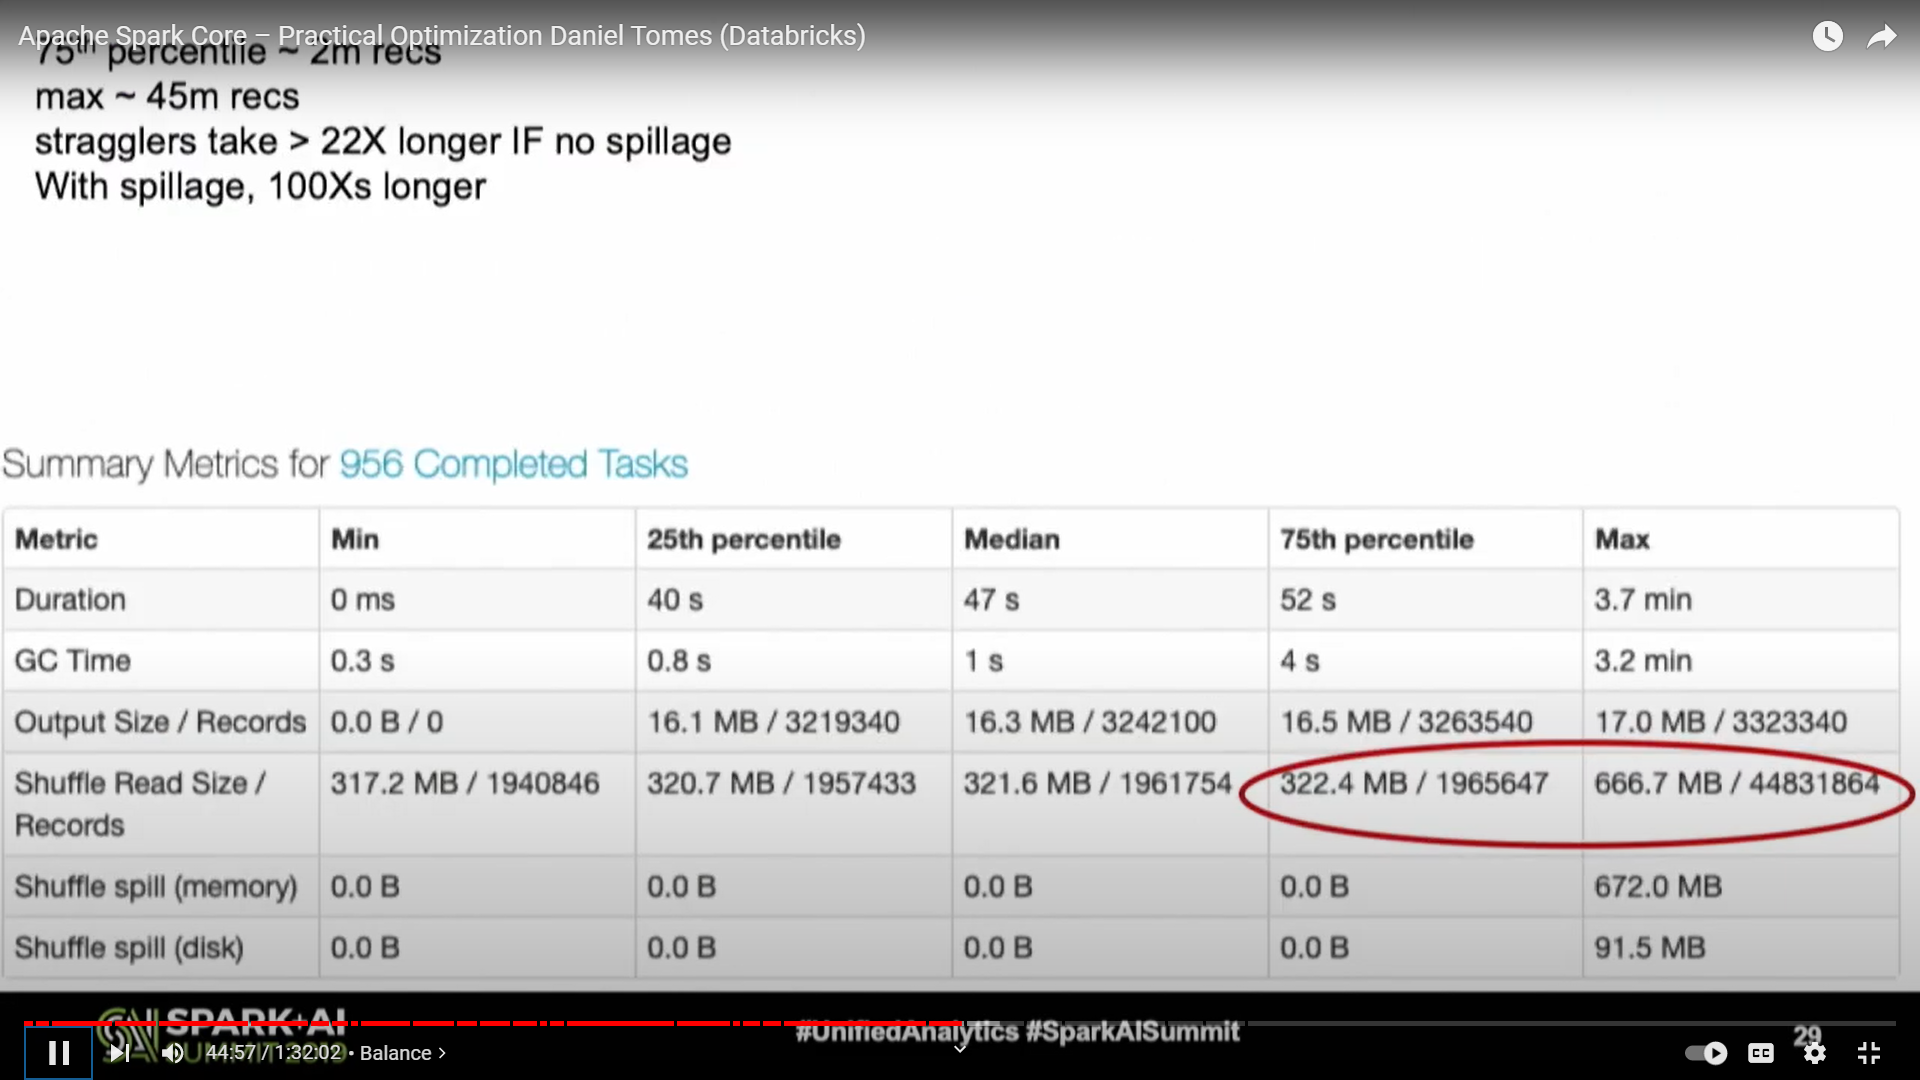 Apache Spark Core – Practical Optimization Daniel Tomes (Databricks)
75th percentile ~ 2m recs
max ~ 45m recs
stragglers take > 22X longer IF no spillage
With spillage, 100Xs longer
Summary Metrics for 956 Completed Tasks
Metric Min 25th percentile Median 75th percentile Max
Duration 0 ms 40 s 47 s 52 s 3.7 min
GC Time 0.3 s 0.8 s 1 s 4 s 3.2 min
Output Size / Records 0.0 B / 0 16.1 MB / 3219340 16.3 MB / 3242100 16.5 MB / 3263540 17.0 MB / 3323340
Shuffle Read Size / 317.2 MB / 1940846 320.7 MB / 1957433 321.6 MB / 1961754 322.4 MB / 1965647 666.7 MB / 44831864
Records
Shuffle spill (memory) 0.0 B 0.0 B 0.0 B 0.0 B 672.0 MB
Shuffle spill (disk) 0.0 B 0.0 B 0.0 B 0.0 B 91.5 MB
SPARK+AI
SUMMIT 2019
#UnifiedAnalytics #SparkAISummit
29
44:57 / 1:32:02 • Balance
CC